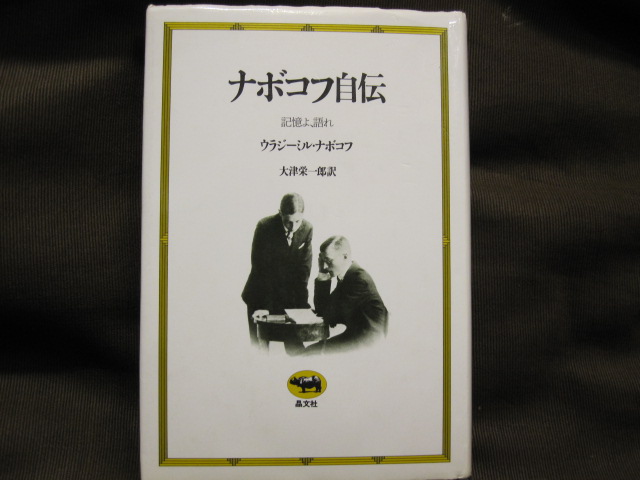 ナボコフ自伝
記憶よ、語れ
ウラジーミル・ナボコフ
大津栄一郎訳
晶文社